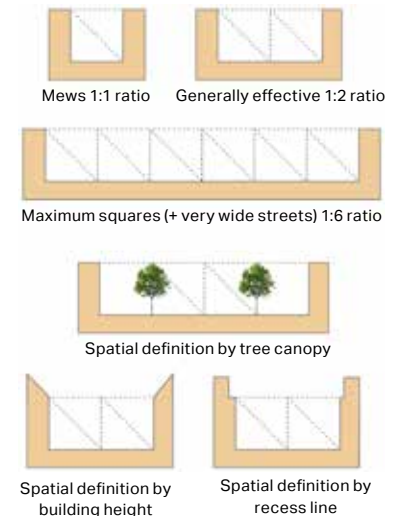 Mews 1:1 ratio
Generally effective 1:2 ratio
Maximum squares (+ very wide streets) 1:6 ratio
Spatial definition by tree canopy
Spatial definition by
building height
Spatial definition by
recess line